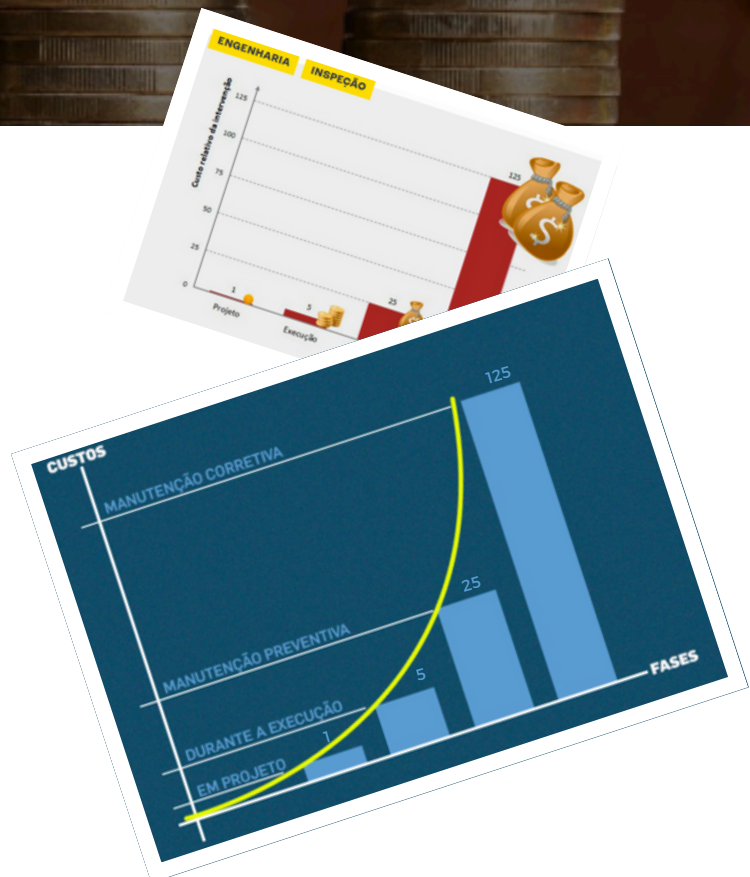 ENGENHARIA
INSPEÇÃO
Custo relativo da intervenção
125
100
75
50
25
0
1
5
25
125
Projeto
Execução
CUSTOS
MANUTENÇÃO CORRETIVA
MANUTENÇÃO PREVENTIVA
DURANTE A EXECUÇÃO
EM PROJETO
1
5
25
125
FASES